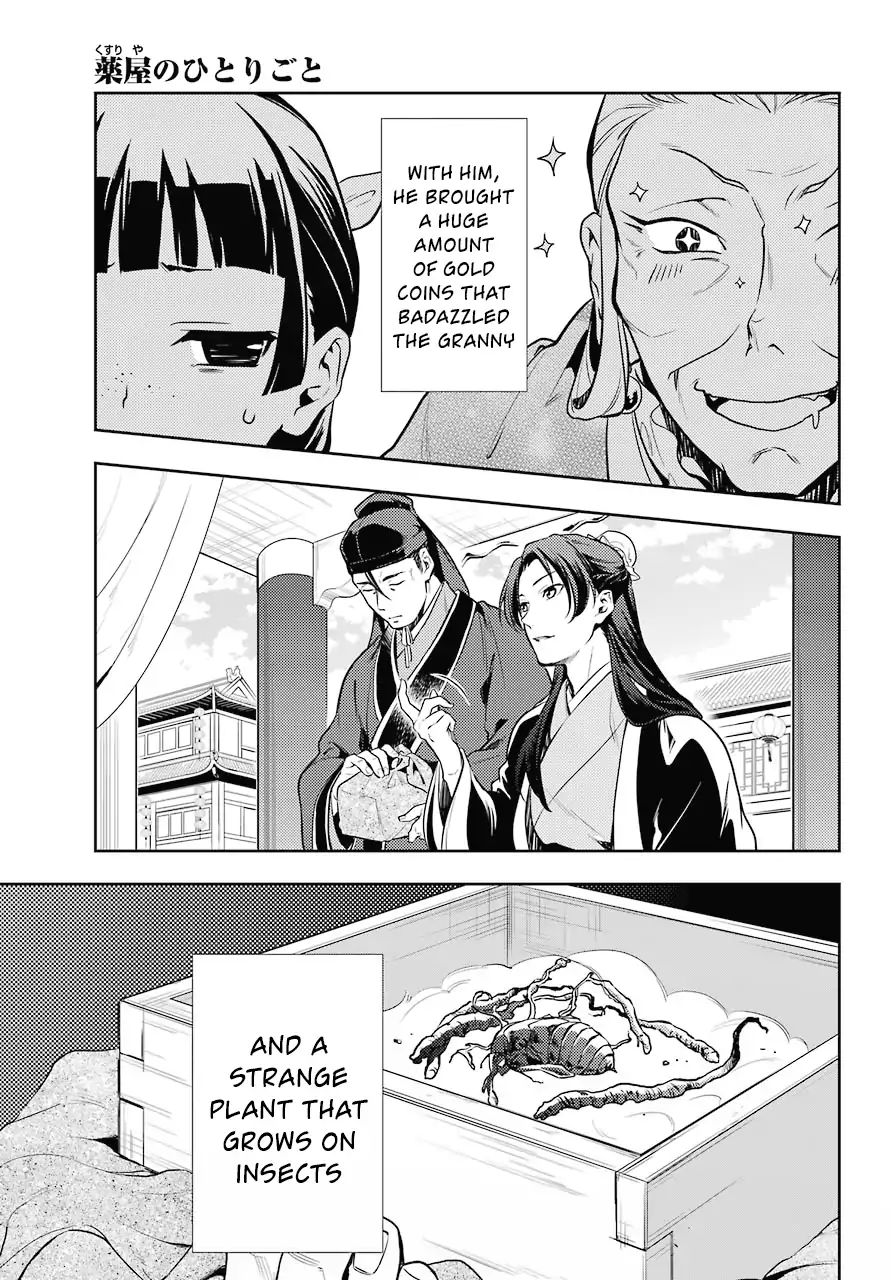 くすり や
薬屋のひとりごと
WITH HIM,
HE BROUGHT
A HUGE
AMOUNT
OF GOLD
COINS THAT
BADAZZLED
THE GRANNY
AND A
STRANGE
PLANT THAT
GROWS ON
INSECTS